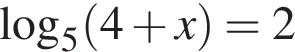 log₅(4 + x) = 2